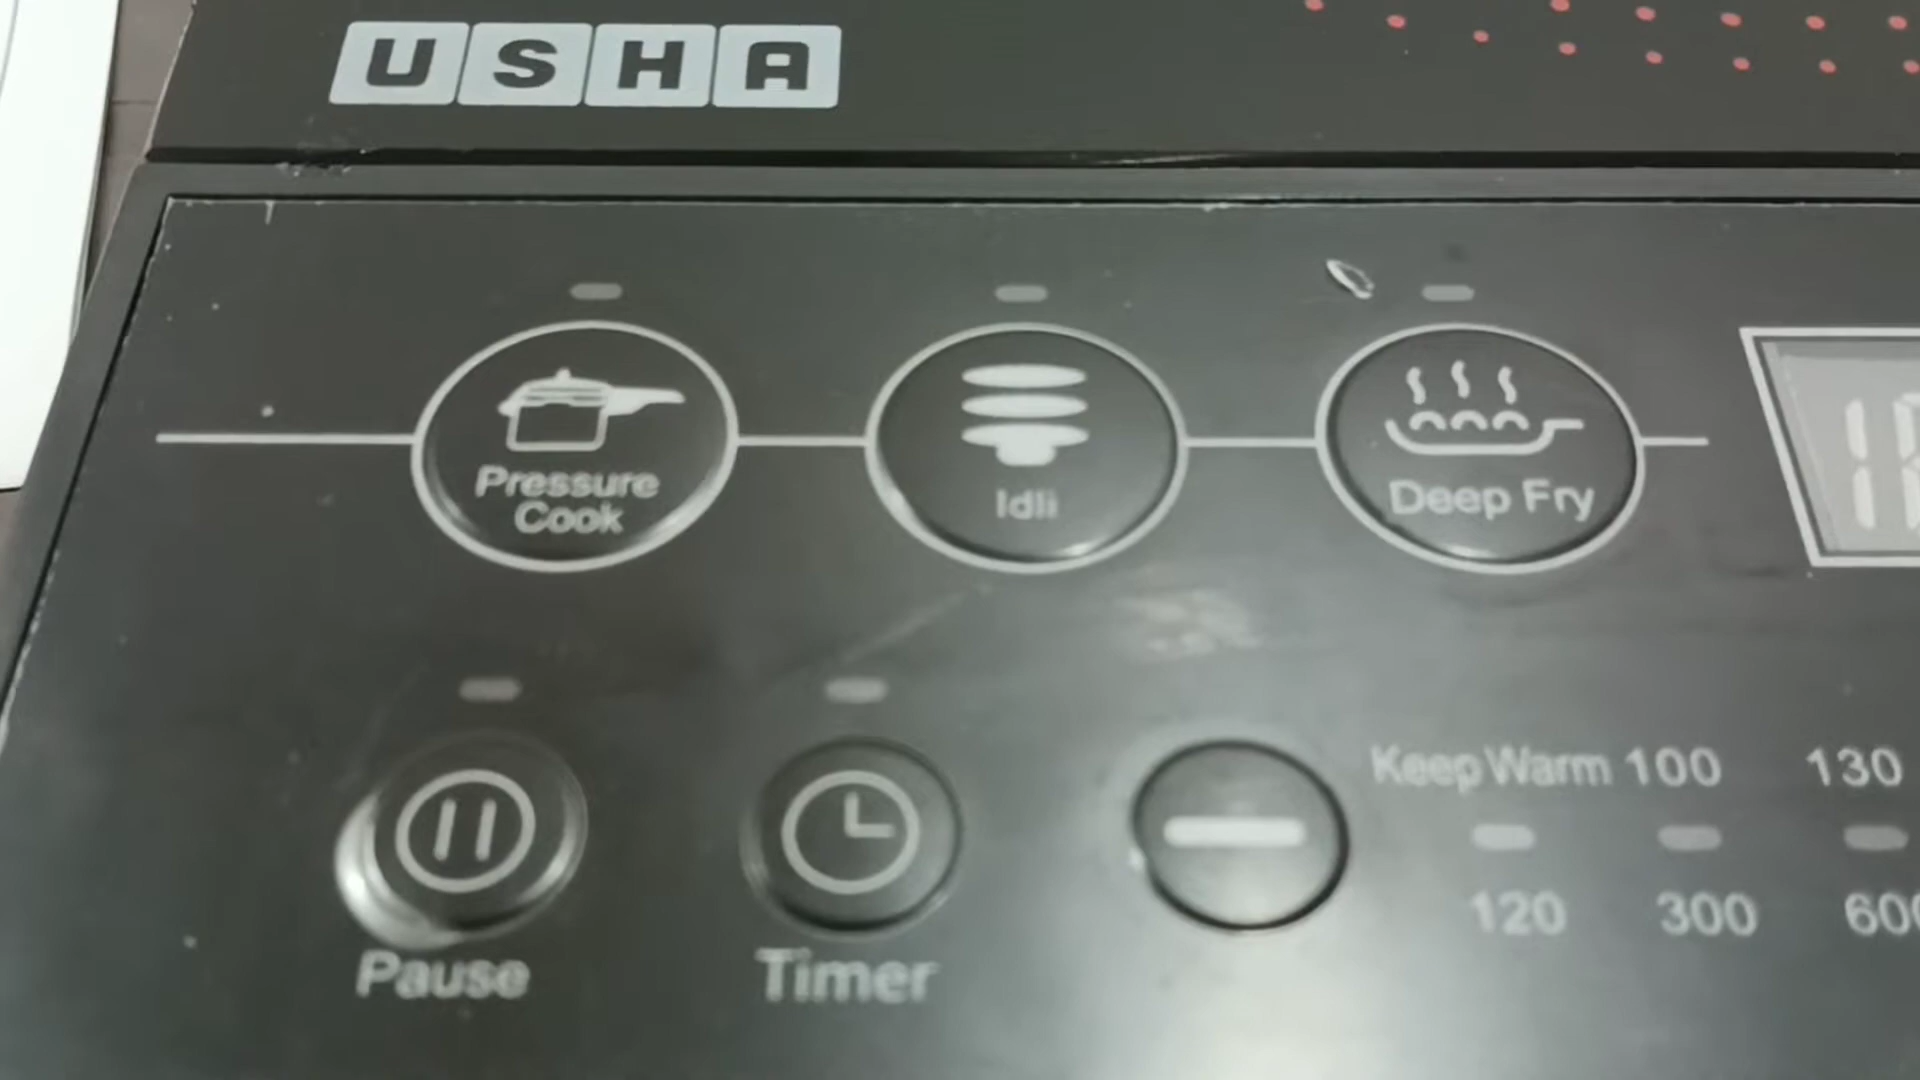 USHA
Pressure
Cook
Idli
Deep Fry
Pause
Timer
Keep Warm 100 130
120 300